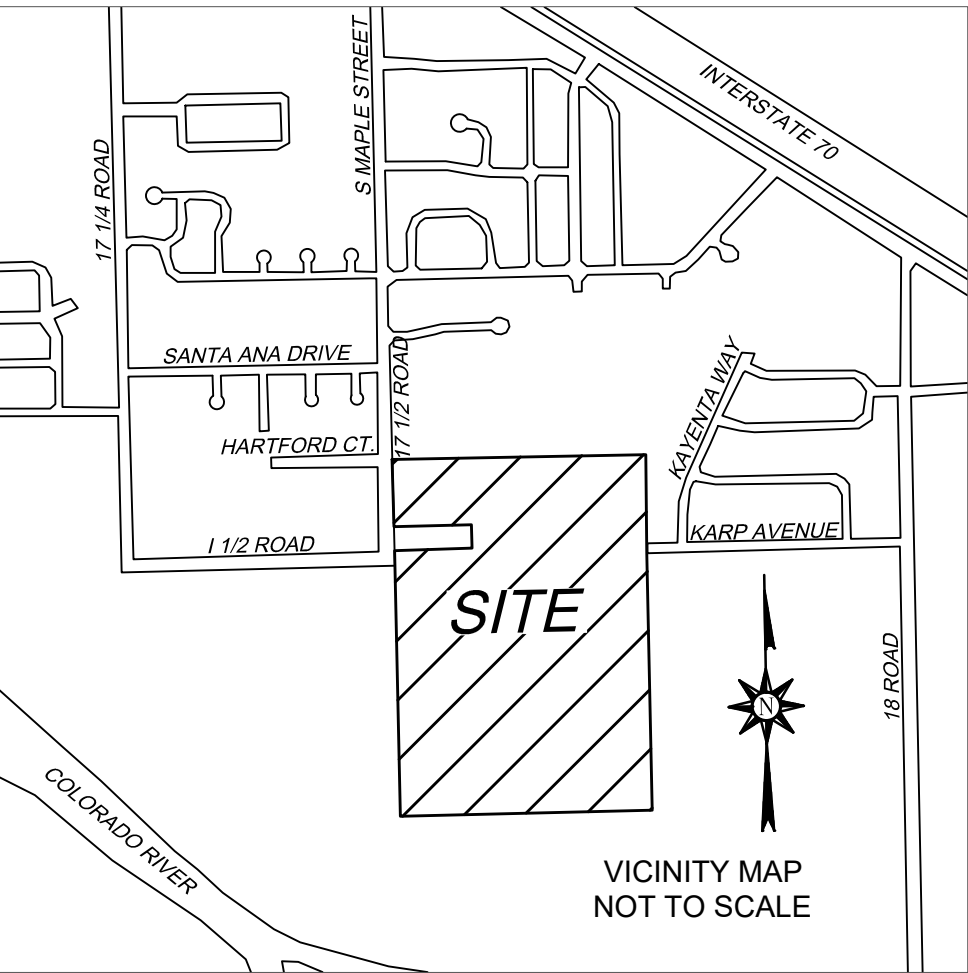 INTERSTATE 70
S MAPLE STREET
17 1/4 ROAD
SANTA ANA DRIVE
17 1/2 ROAD
HARTFORD CT.
KAYENTA WAY
I 1/2 ROAD
KARP AVENUE
SITE
18 ROAD
N
COLORADO RIVER
VICINITY MAP
NOT TO SCALE